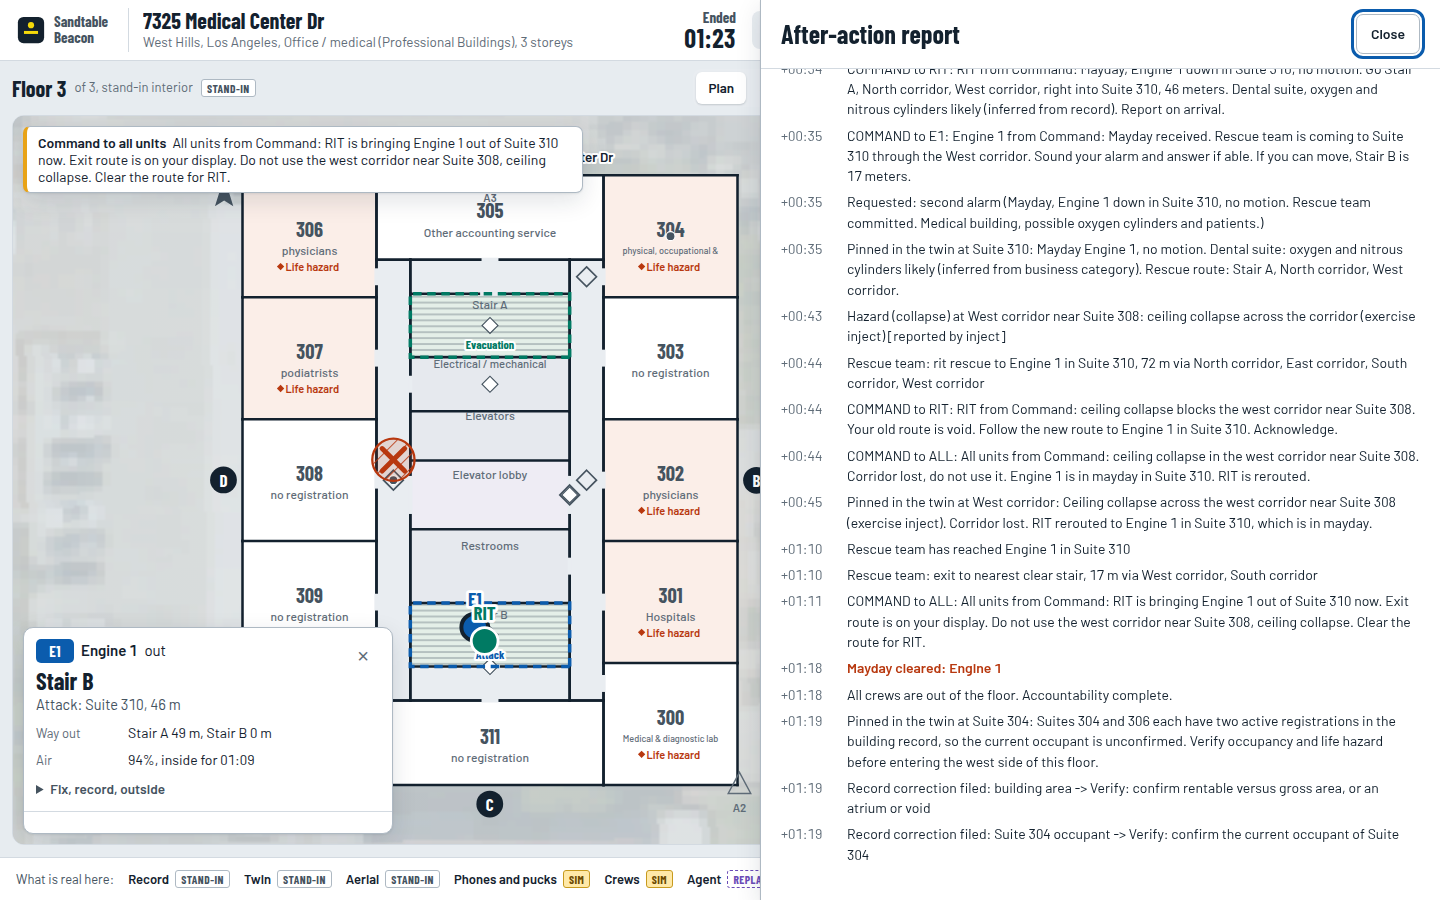 Sandtable
Beacon
7325 Medical Center Dr
West Hills, Los Angeles, Office / medical (Professional Buildings), 3 storeys
Ended
01:23
Floor 3 of 3, stand-in interior STAND-IN
Plan
Command to all units All units from Command: RIT is bringing Engine 1 out of Suite 310
now. Exit route is on your display. Do not use the west corridor near Suite 308, ceiling
collapse. Clear the route for RIT.
ter Dr
A3
305
Other accounting service
306
physicians
Life hazard
304
physical, occupational &
Life hazard
Stair A
Evacuation
Electrical / mechanical
307
podiatrists
Life hazard
303
no registration
Elevators
D
308
no registration
Elevator lobby
302
physicians
Life hazard
B
Restrooms
309
no registration
E1
RIT
B
Attack
301
Hospitals
Life hazard
311
no registration
300
Medical & diagnostic lab
Life hazard
C
A2
E1 Engine 1 out
×
Stair B
Attack: Suite 310, 46 m
Way out Stair A 49 m, Stair B 0 m
Air 94%, inside for 01:09
Fix, record, outside
What is real here: Record STAND-IN Twin STAND-IN Aerial STAND-IN Phones and pucks SIM Crews SIM Agent REPLA
After-action report
Close
+00:34 COMMAND to RIT: RIT from Command: Mayday, Engine 1 down in Suite 310, no motion. Go Stair
A, North corridor, West corridor, right into Suite 310, 46 meters. Dental suite, oxygen and
nitrous cylinders likely (inferred from record). Report on arrival.
+00:35 COMMAND to E1: Engine 1 from Command: Mayday received. Rescue team is coming to Suite
310 through the West corridor. Sound your alarm and answer if able. If you can move, Stair B is
17 meters.
+00:35 Requested: second alarm (Mayday, Engine 1 down in Suite 310, no motion. Rescue team
committed. Medical building, possible oxygen cylinders and patients.)
+00:35 Pinned in the twin at Suite 310: Mayday Engine 1, no motion. Dental suite: oxygen and nitrous
cylinders likely (inferred from business category). Rescue route: Stair A, North corridor, West
corridor.
+00:43 Hazard (collapse) at West corridor near Suite 308: ceiling collapse across the corridor (exercise
inject) [reported by inject]
+00:44 Rescue team: rit rescue to Engine 1 in Suite 310, 72 m via North corridor, East corridor, South
corridor, West corridor
+00:44 COMMAND to RIT: RIT from Command: ceiling collapse blocks the west corridor near Suite 308.
Your old route is void. Follow the new route to Engine 1 in Suite 310. Acknowledge.
+00:44 COMMAND to ALL: All units from Command: ceiling collapse in the west corridor near Suite 308.
Corridor lost, do not use it. Engine 1 is in mayday in Suite 310. RIT is rerouted.
+00:45 Pinned in the twin at West corridor: Ceiling collapse across the west corridor near Suite 308
(exercise inject). Corridor lost. RIT rerouted to Engine 1 in Suite 310, which is in mayday.
+01:10 Rescue team has reached Engine 1 in Suite 310
+01:10 Rescue team: exit to nearest clear stair, 17 m via West corridor, South corridor
+01:11 COMMAND to ALL: All units from Command: RIT is bringing Engine 1 out of Suite 310 now. Exit
route is on your display. Do not use the west corridor near Suite 308, ceiling collapse. Clear the
route for RIT.
+01:18 Mayday cleared: Engine 1
+01:18 All crews are out of the floor. Accountability complete.
+01:19 Pinned in the twin at Suite 304: Suites 304 and 306 each have two active registrations in the
building record, so the current occupant is unconfirmed. Verify occupancy and life hazard
before entering the west side of this floor.
+01:19 Record correction filed: building area -> Verify: confirm rentable versus gross area, or an
atrium or void
+01:19 Record correction filed: Suite 304 occupant -> Verify: confirm the current occupant of Suite
304